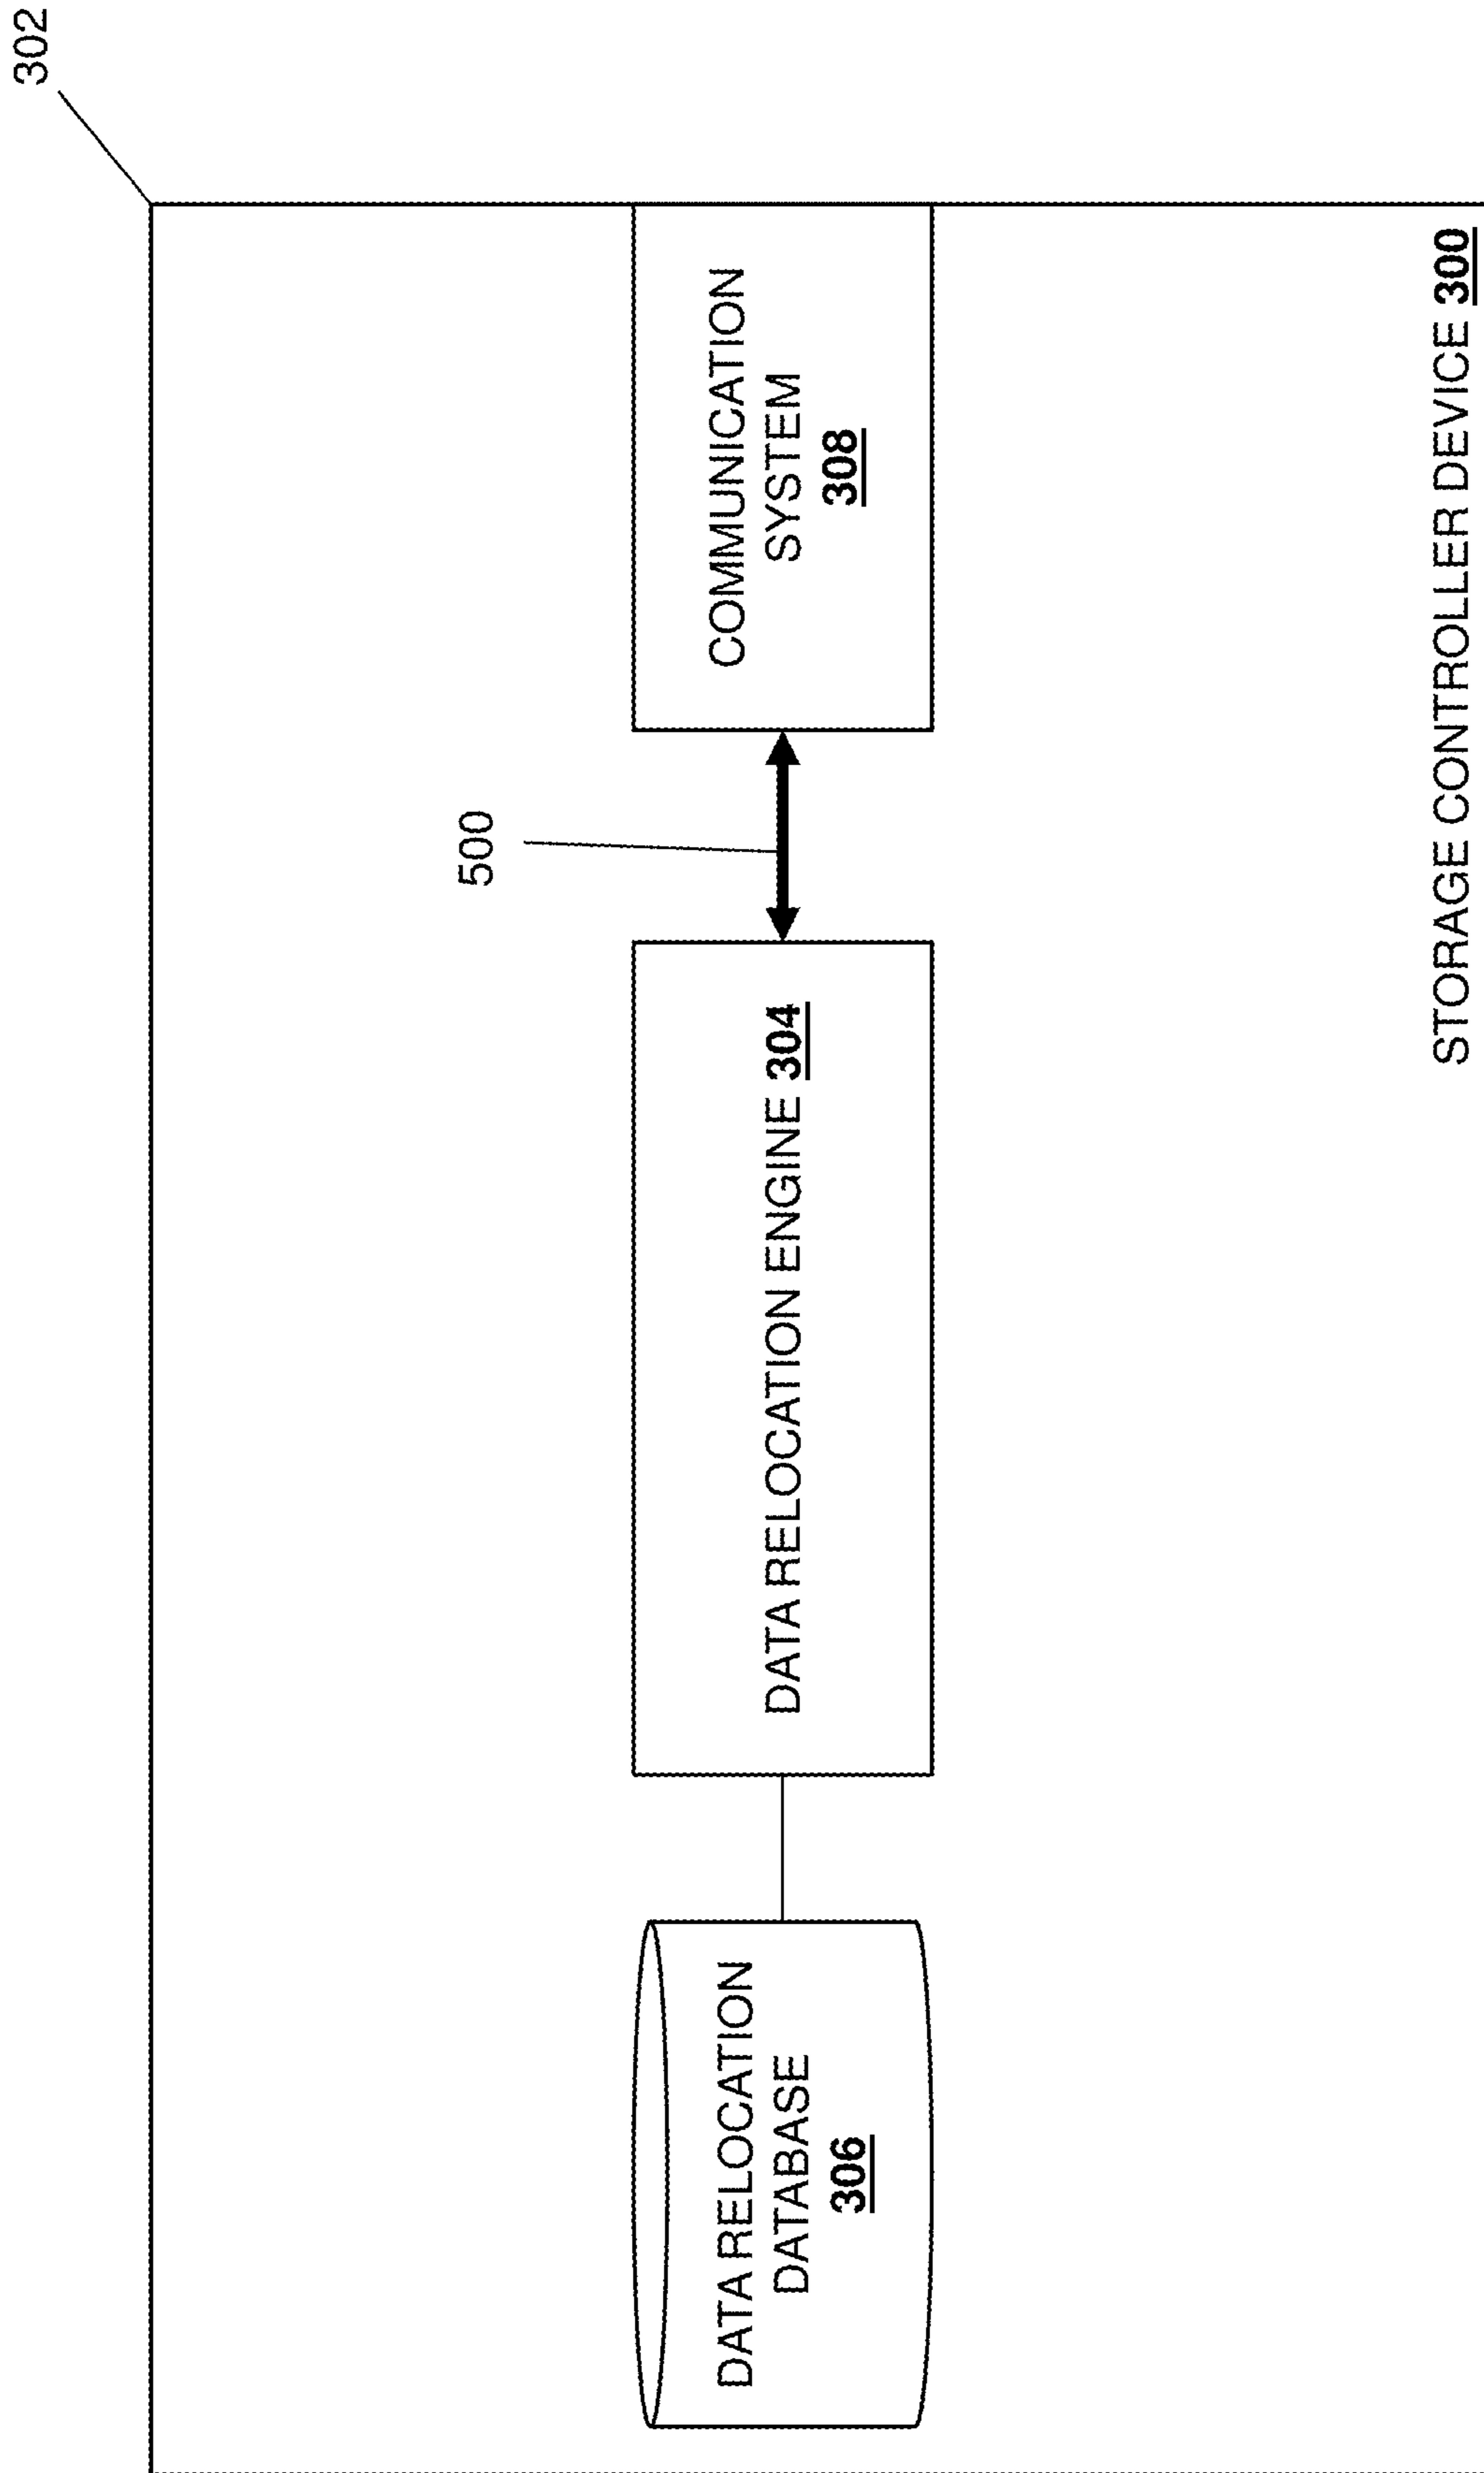 302
500
DATA RELOCATION
DATABASE
306
DATA RELOCATION ENGINE 304
COMMUNICATION
SYSTEM
308
STORAGE CONTROLLER DEVICE 300